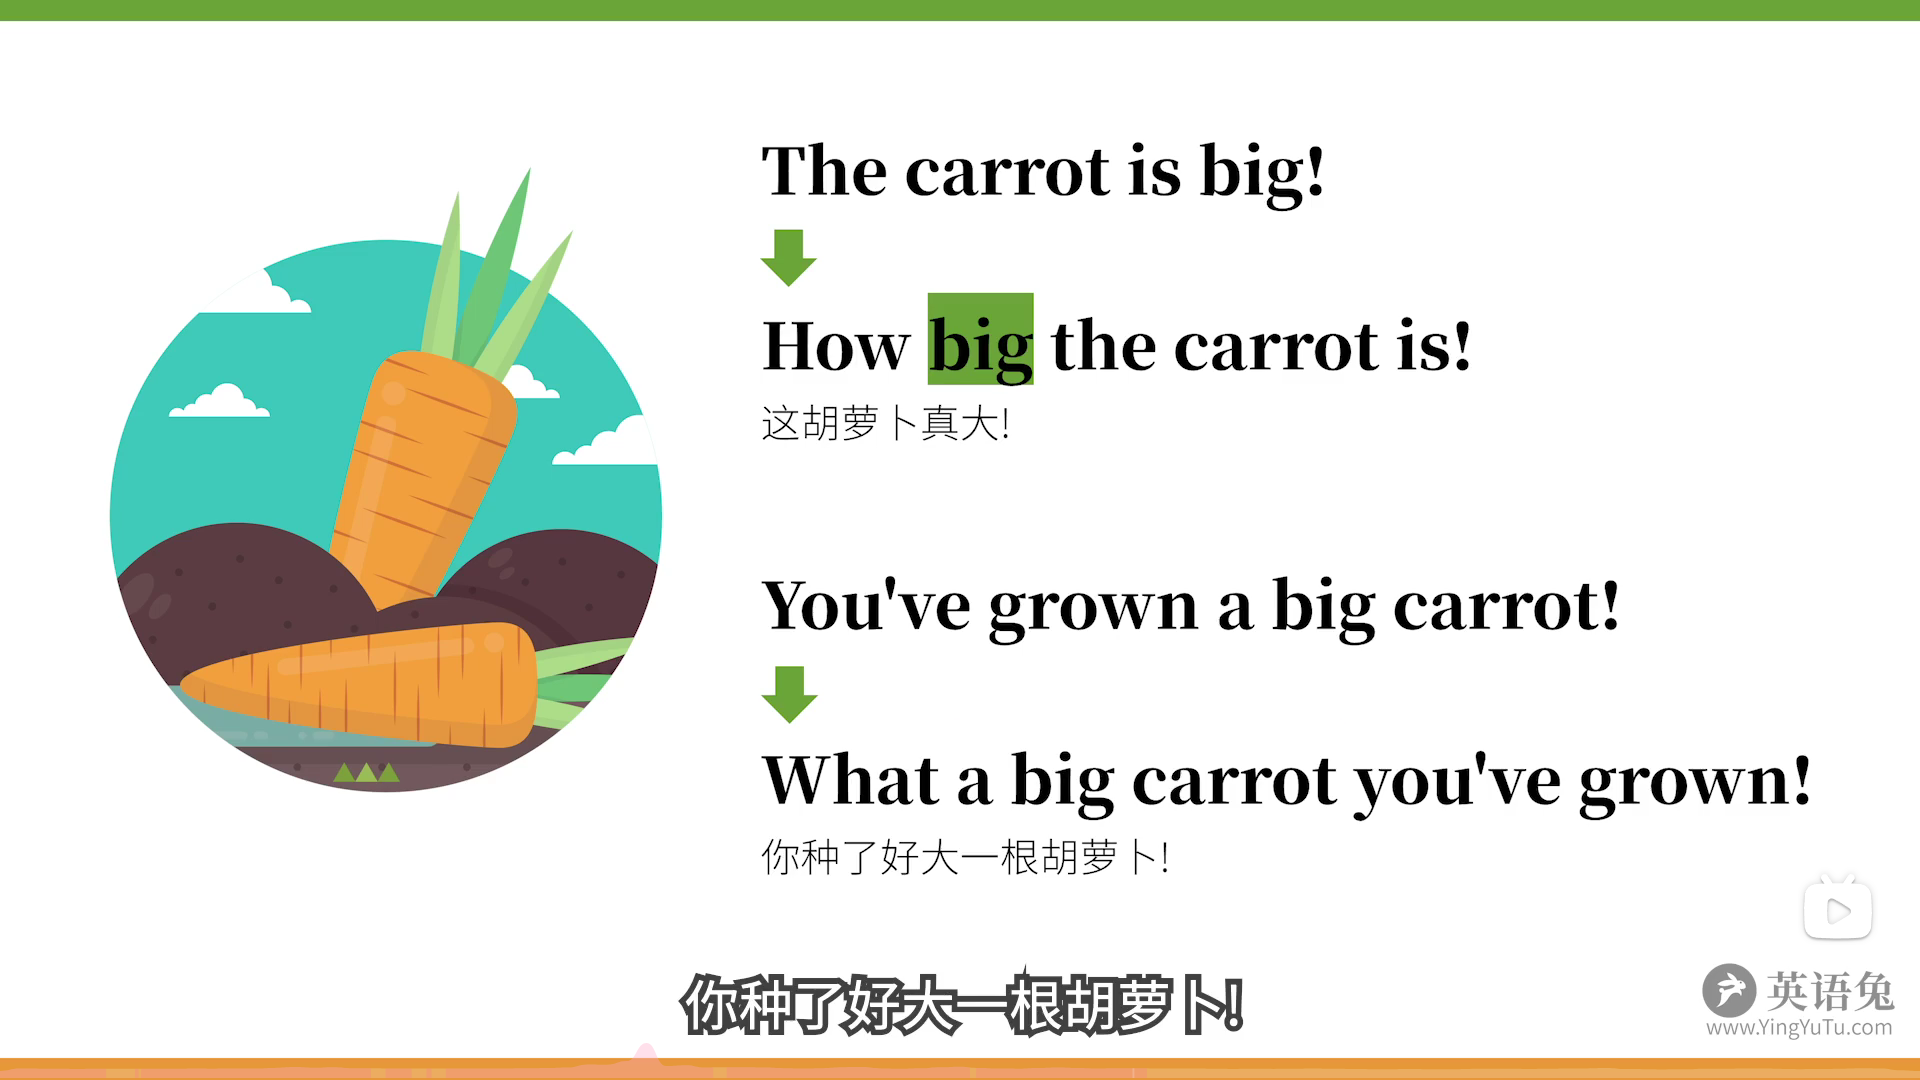 The carrot is big!
How big the carrot is!
这胡萝卜真大!
You've grown a big carrot!
What a big carrot you've grown!
你种了好大一根胡萝卜!
你种了好大一根胡萝卜!
英语兔
www.YingYuTu.com